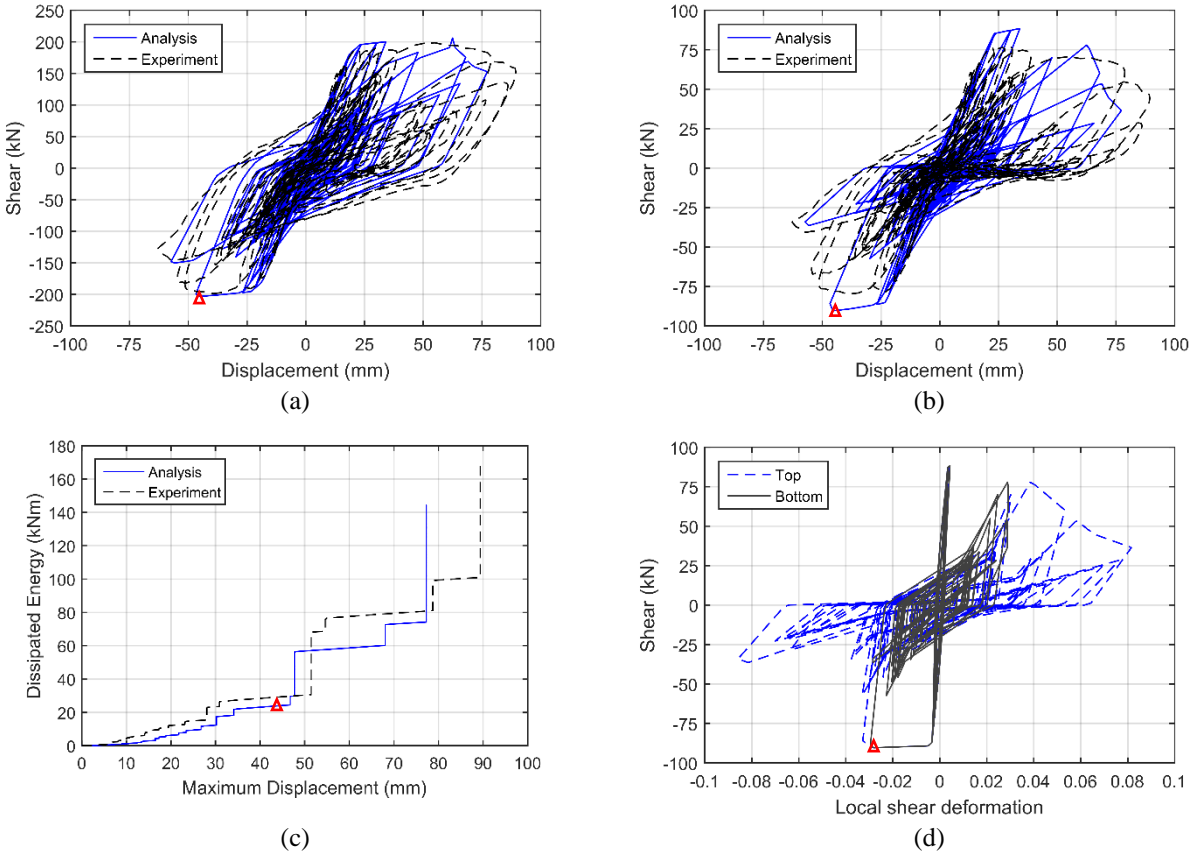 250
200
150
100
50
0
-50
-100
-150
-200
-250
Shear (kN)
Analysis
Experiment
-100 -75 -50 -25 0 25 50 75 100
Displacement (mm)
(a)
100
75
50
25
0
-25
-50
-75
-100
Shear (kN)
Analysis
Experiment
-100 -75 -50 -25 0 25 50 75 100
Displacement (mm)
(b)
180
160
140
120
100
80
60
40
20
0
Dissipated Energy (kNm)
Analysis
Experiment
0 10 20 30 40 50 60 70 80 90 100
Maximum Displacement (mm)
(c)
100
75
50
25
0
-25
-50
-75
-100
Shear (kN)
Top
Bottom
-0.1 -0.08 -0.06 -0.04 -0.02 0 0.02 0.04 0.06 0.08 0.1
Local shear deformation
(d)